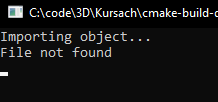 C:\code\3D\Kursach\cmake-build-
Importing object...
File not found